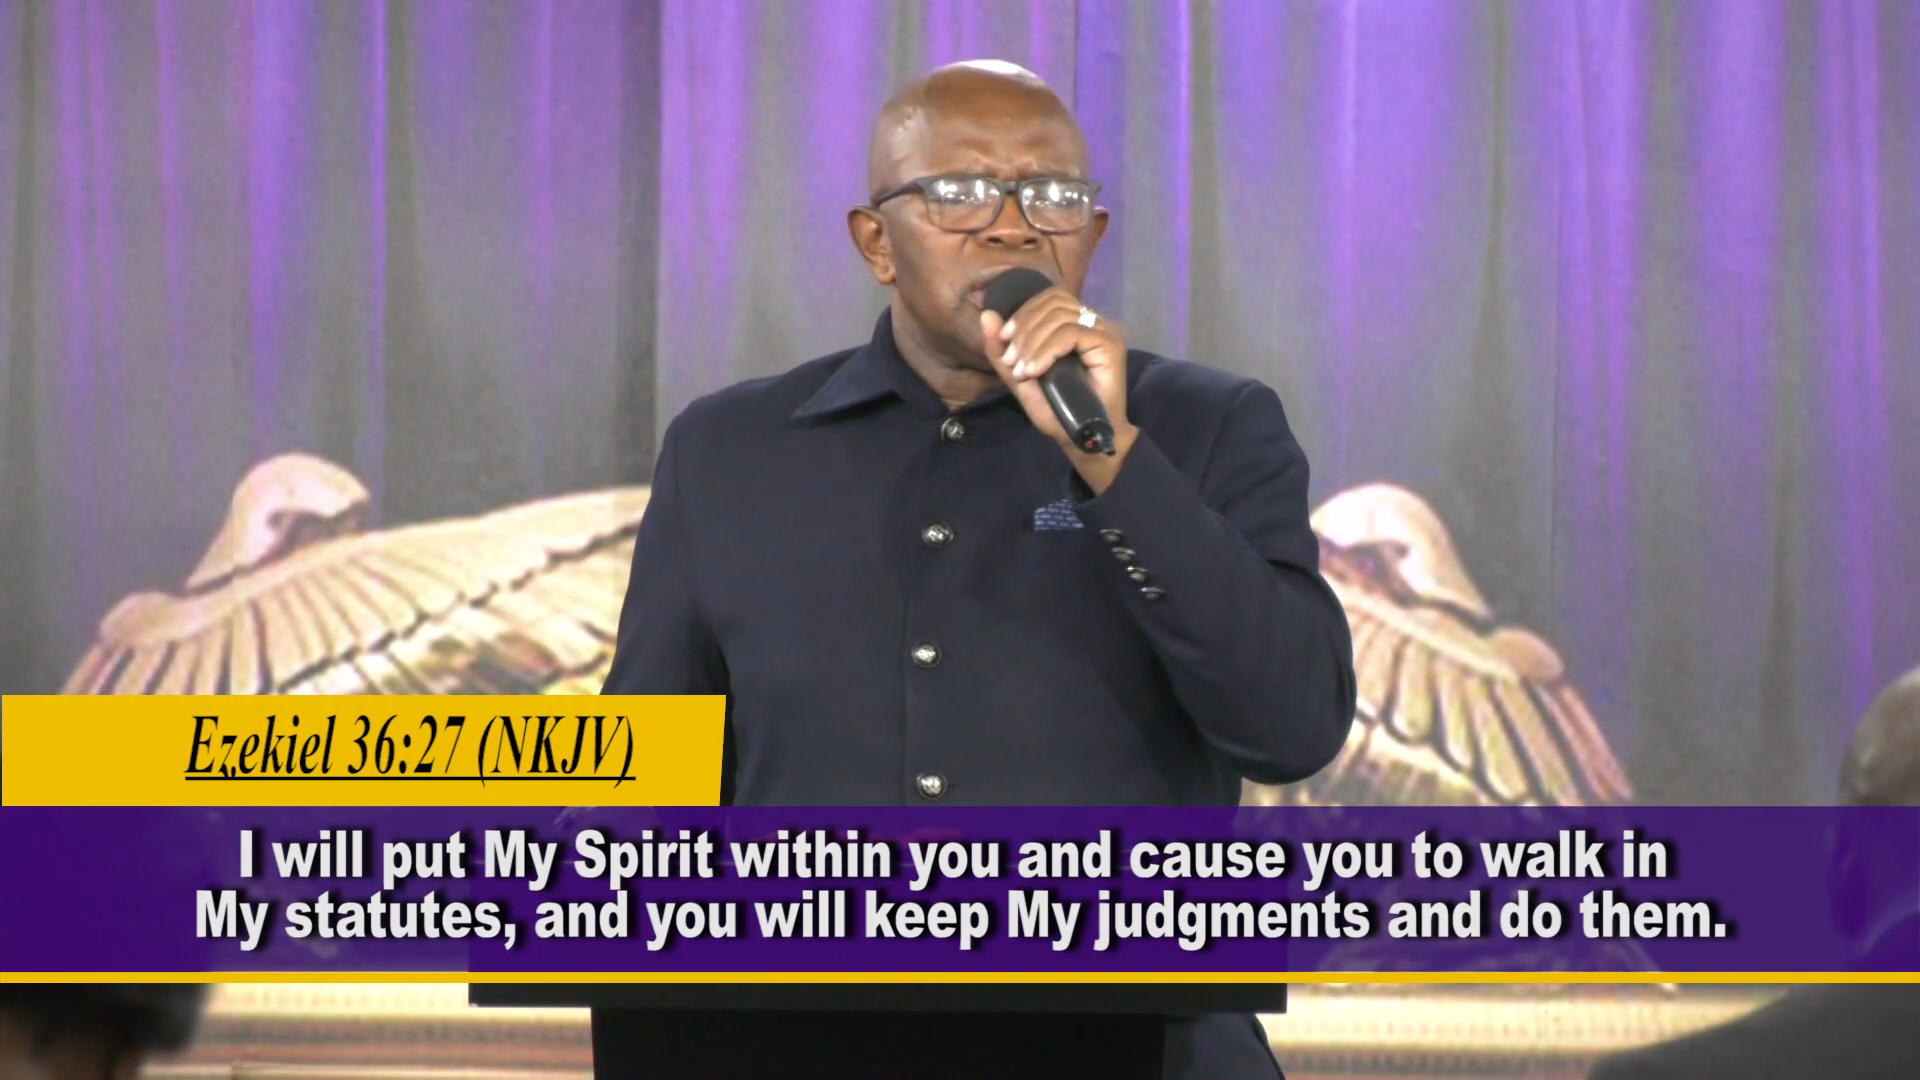 Ezekiel 36:27 (NKJV)
I will put My Spirit within you and cause you to walk in
My statutes, and you will keep My judgments and do them.